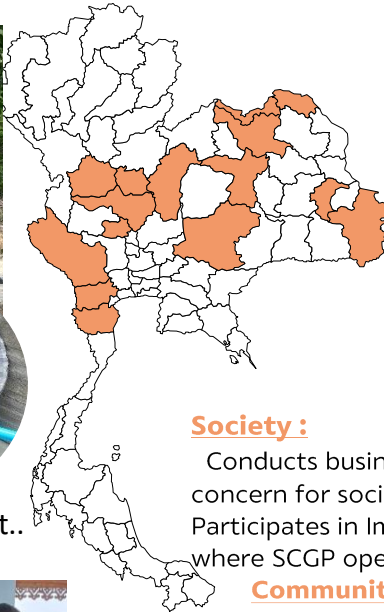 Society :
Conducts busin
concern for soci
t..
Participates in In
where SCGP ope
Communit